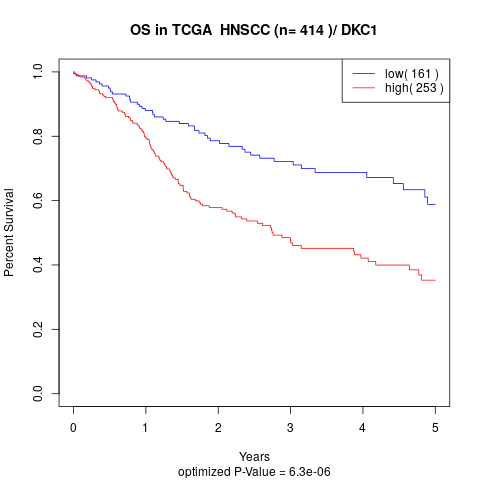 OS in TCGA  HNSCC (n= 414 )/ DKC1
low( 161 )
high( 253 )
Percent Survival
1.0
0.8
0.6
0.4
0.2
0.0
0 1 2 3 4 5
Years
optimized P-Value = 6.3e-06